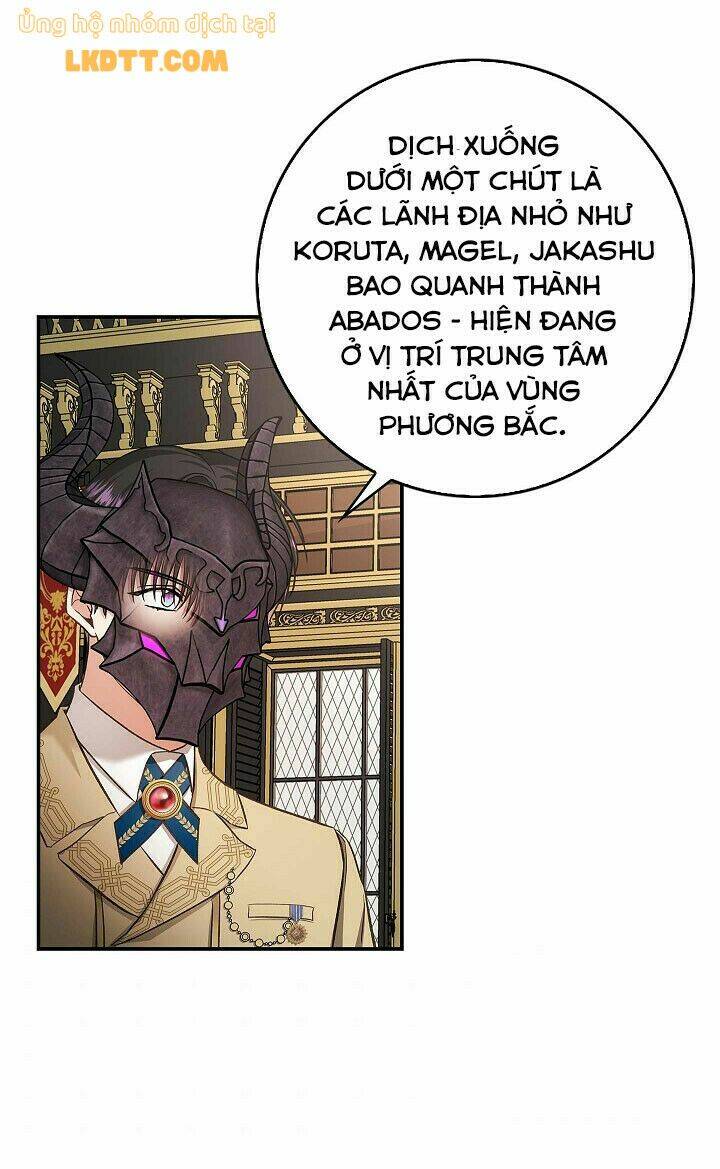 Ủng hộ nhóm dịch tại
LKDTT.COM
DỊCH XUỐNG
DƯỚI MỘT CHÚT LÀ
CÁC LÃNH ĐỊA NHỎ NHƯ
KORUTA, MAGEL, JAKASHU
BAO QUANH THÀNH
ABADOS - HIỆN ĐANG
Ở VỊ TRÍ TRUNG TÂM
NHẤT CỦA VÙNG
PHƯƠNG BẮC.